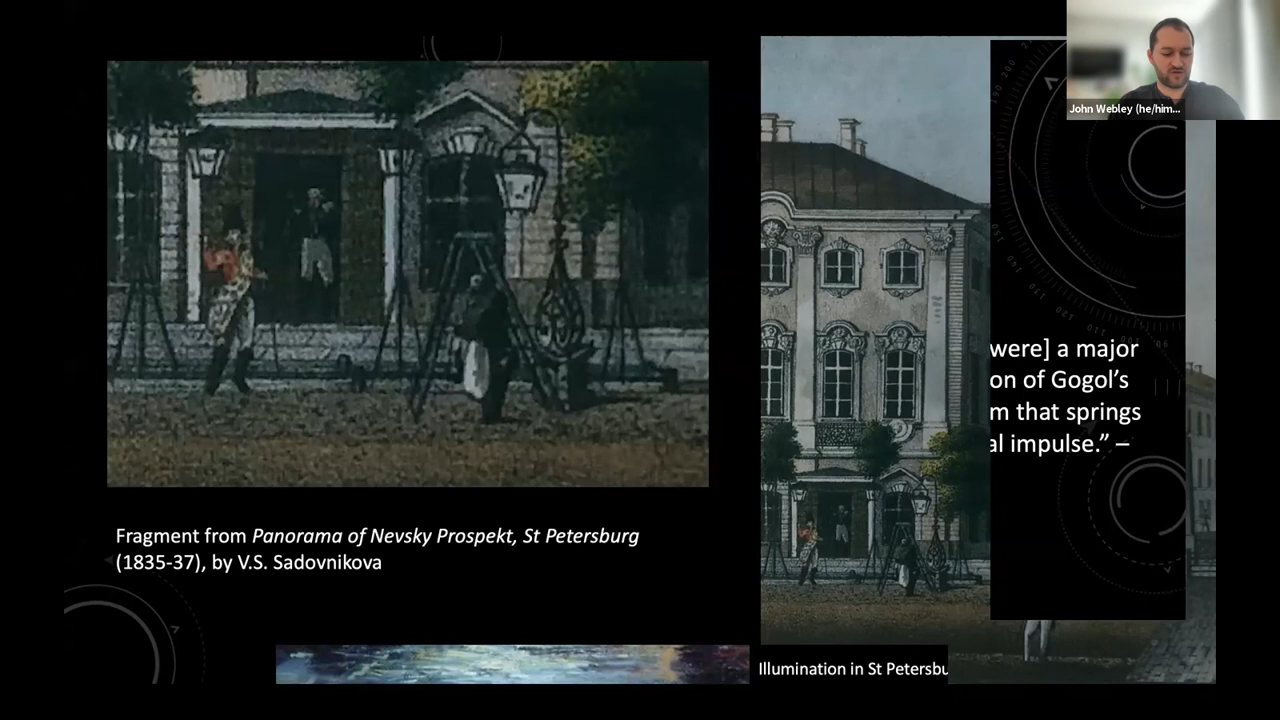 John Webley (he/him...
were] a major
on of Gogol’s
m that springs
al impulse.” –
Fragment from Panorama of Nevsky Prospekt, St Petersburg
(1835-37), by V.S. Sadovnikova
Illumination in St Petersbu